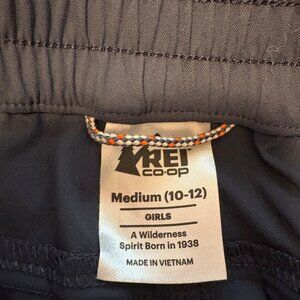 REI
CO·OP
Medium (10-12)
GIRLS
A Wilderness
Spirit Born in 1938
MADE IN VIETNAM